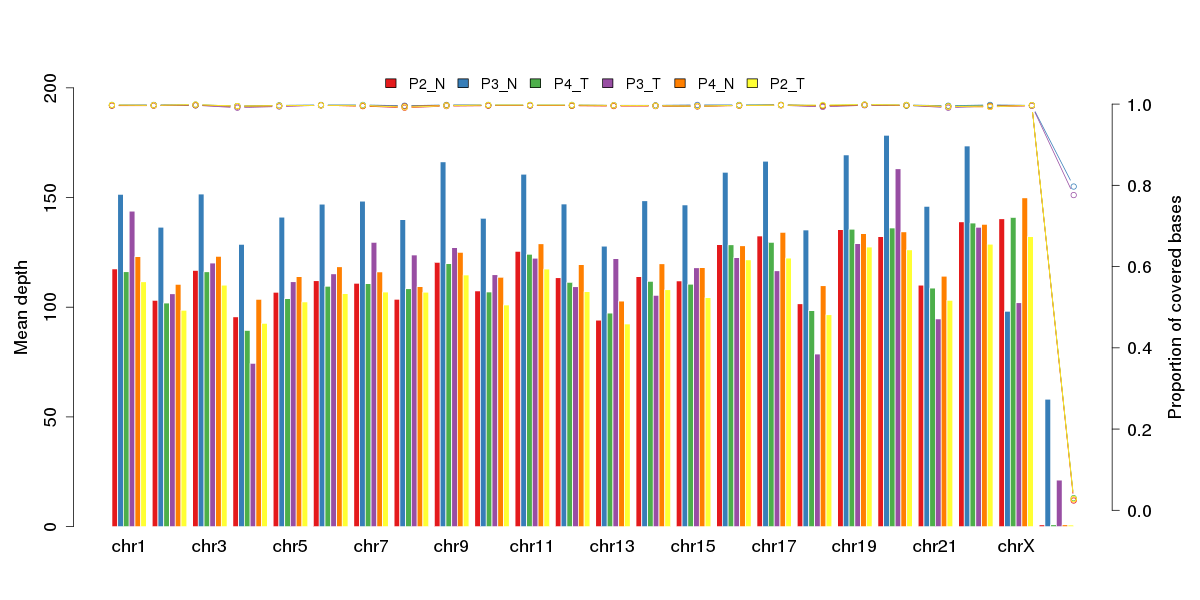 P2_N P3_N P4_T P3_T P4_N P2_T
Mean depth
0
50
100
150
200
Proportion of covered bases
0.0
0.2
0.4
0.6
0.8
1.0
chr1 chr3 chr5 chr7 chr9 chr11 chr13 chr15 chr17 chr19 chr21 chrX